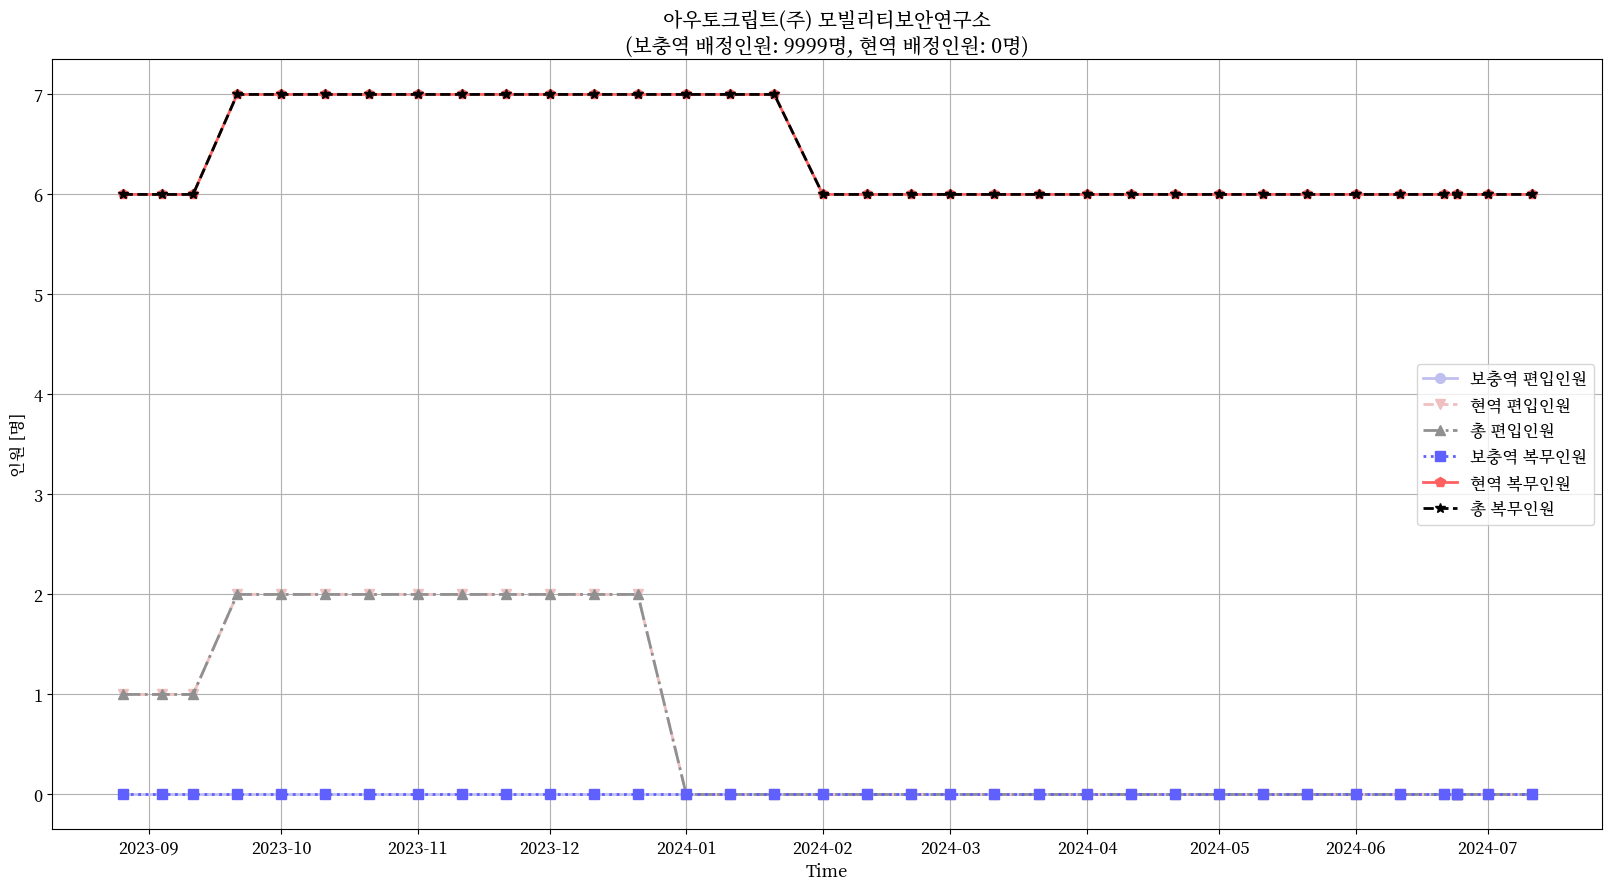 아우토크립트(주) 모빌리티보안연구소
(보충역 배정인원: 9999명, 현역 배정인원: 0명)
인원 [명]
7
6
5
4
3
2
1
0
보충역 편입인원
현역 편입인원
총 편입인원
보충역 복무인원
현역 복무인원
총 복무인원
2023-09 2023-10 2023-11 2023-12 2024-01 2024-02 2024-03 2024-04 2024-05 2024-06 2024-07
Time